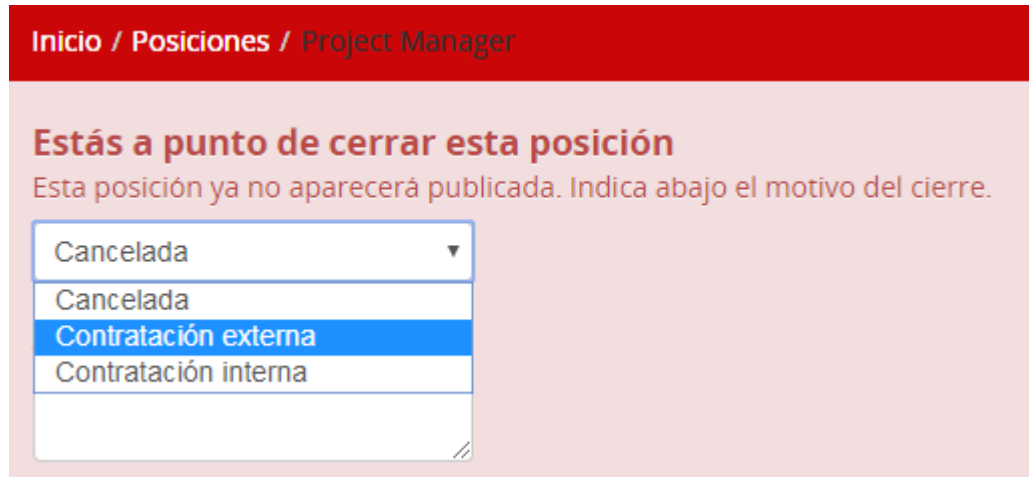 Inicio / Posiciones / Project Manager
Estás a punto de cerrar esta posición
Esta posición ya no aparecerá publicada. Indica abajo el motivo del cierre.
Cancelada
Cancelada
Contratación externa
Contratación interna